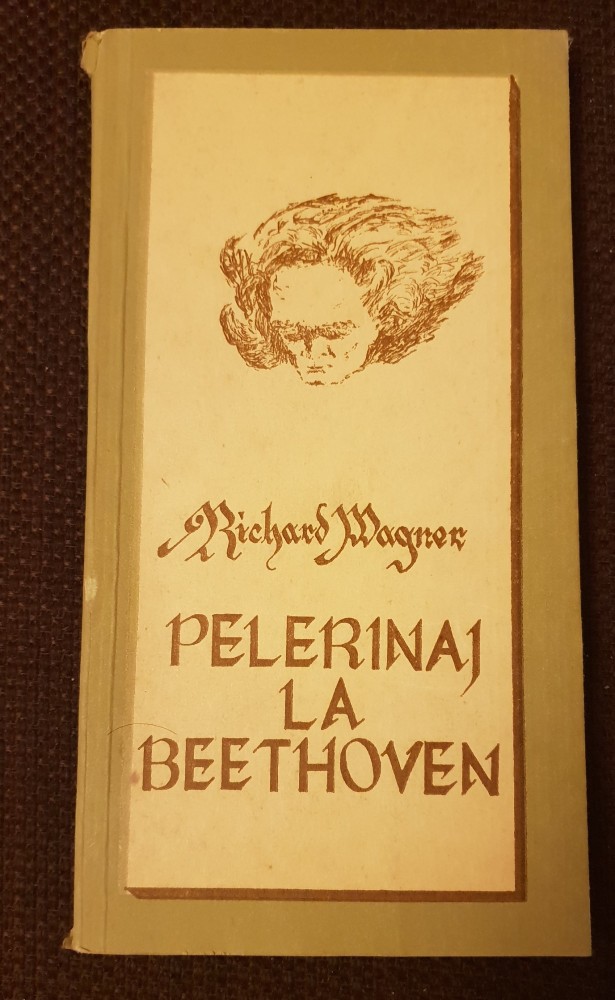 Richard Wagner
PELERINAJ
LA
BEETHOVEN